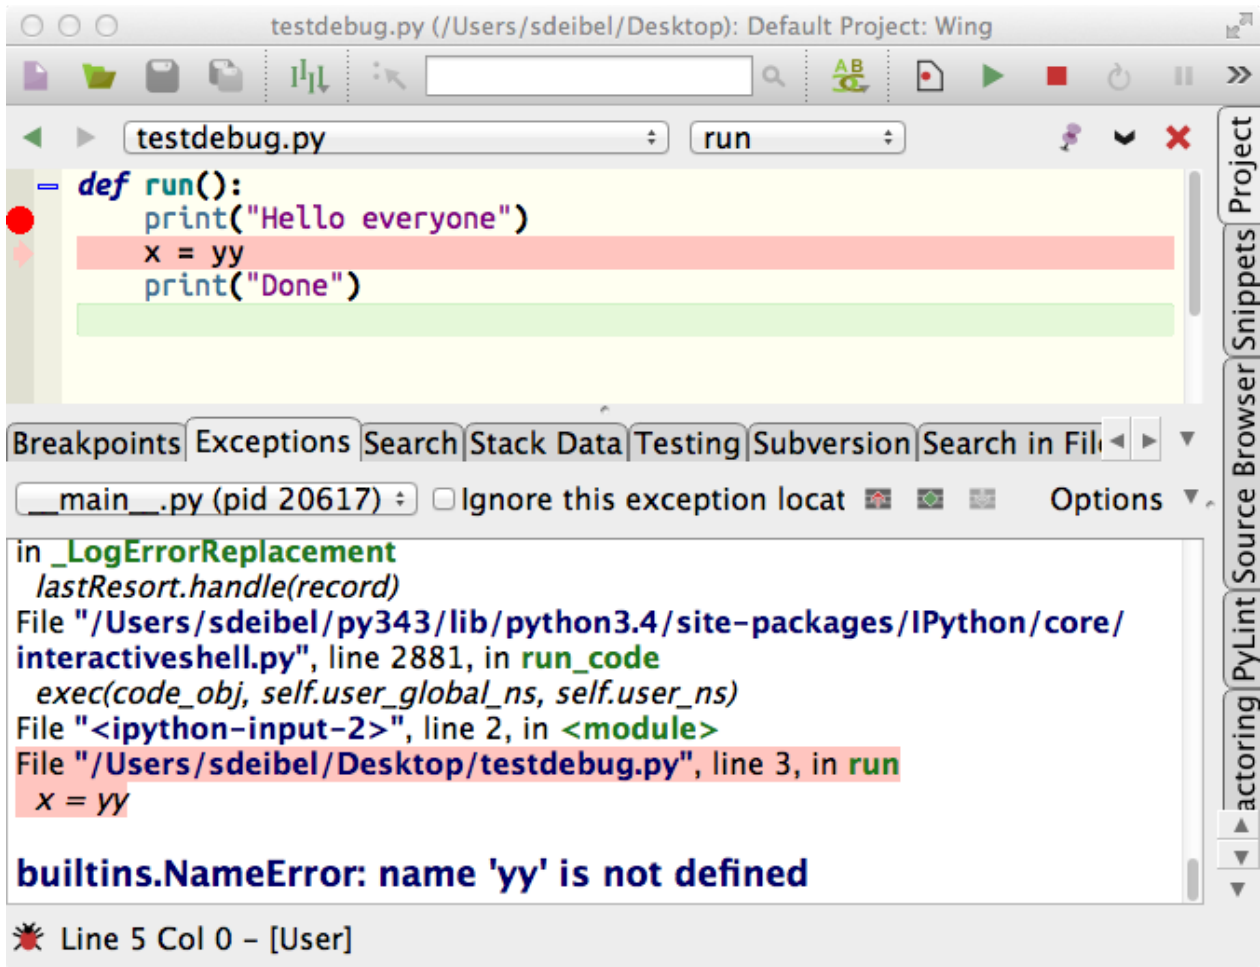 testdebug.py (/Users/sdeibel/Desktop): Default Project: Wing
AB
testdebug.py run
def run():
    print("Hello everyone")
    x = yy
    print("Done")
Breakpoints Exceptions Search Stack Data Testing Subversion Search in Fil
__main__.py (pid 20617) Ignore this exception locat Options
in _LogErrorReplacement
lastResort.handle(record)
File "/Users/sdeibel/py343/lib/python3.4/site-packages/IPython/core/
interactiveshell.py", line 2881, in run_code
exec(code_obj, self.user_global_ns, self.user_ns)
File "<ipython-input-2>", line 2, in <module>
File "/Users/sdeibel/Desktop/testdebug.py", line 3, in run
x = yy
builtins.NameError: name 'yy' is not defined
Line 5 Col 0 – [User]
Project
Snippets
Source Browser
PyLint
actoring